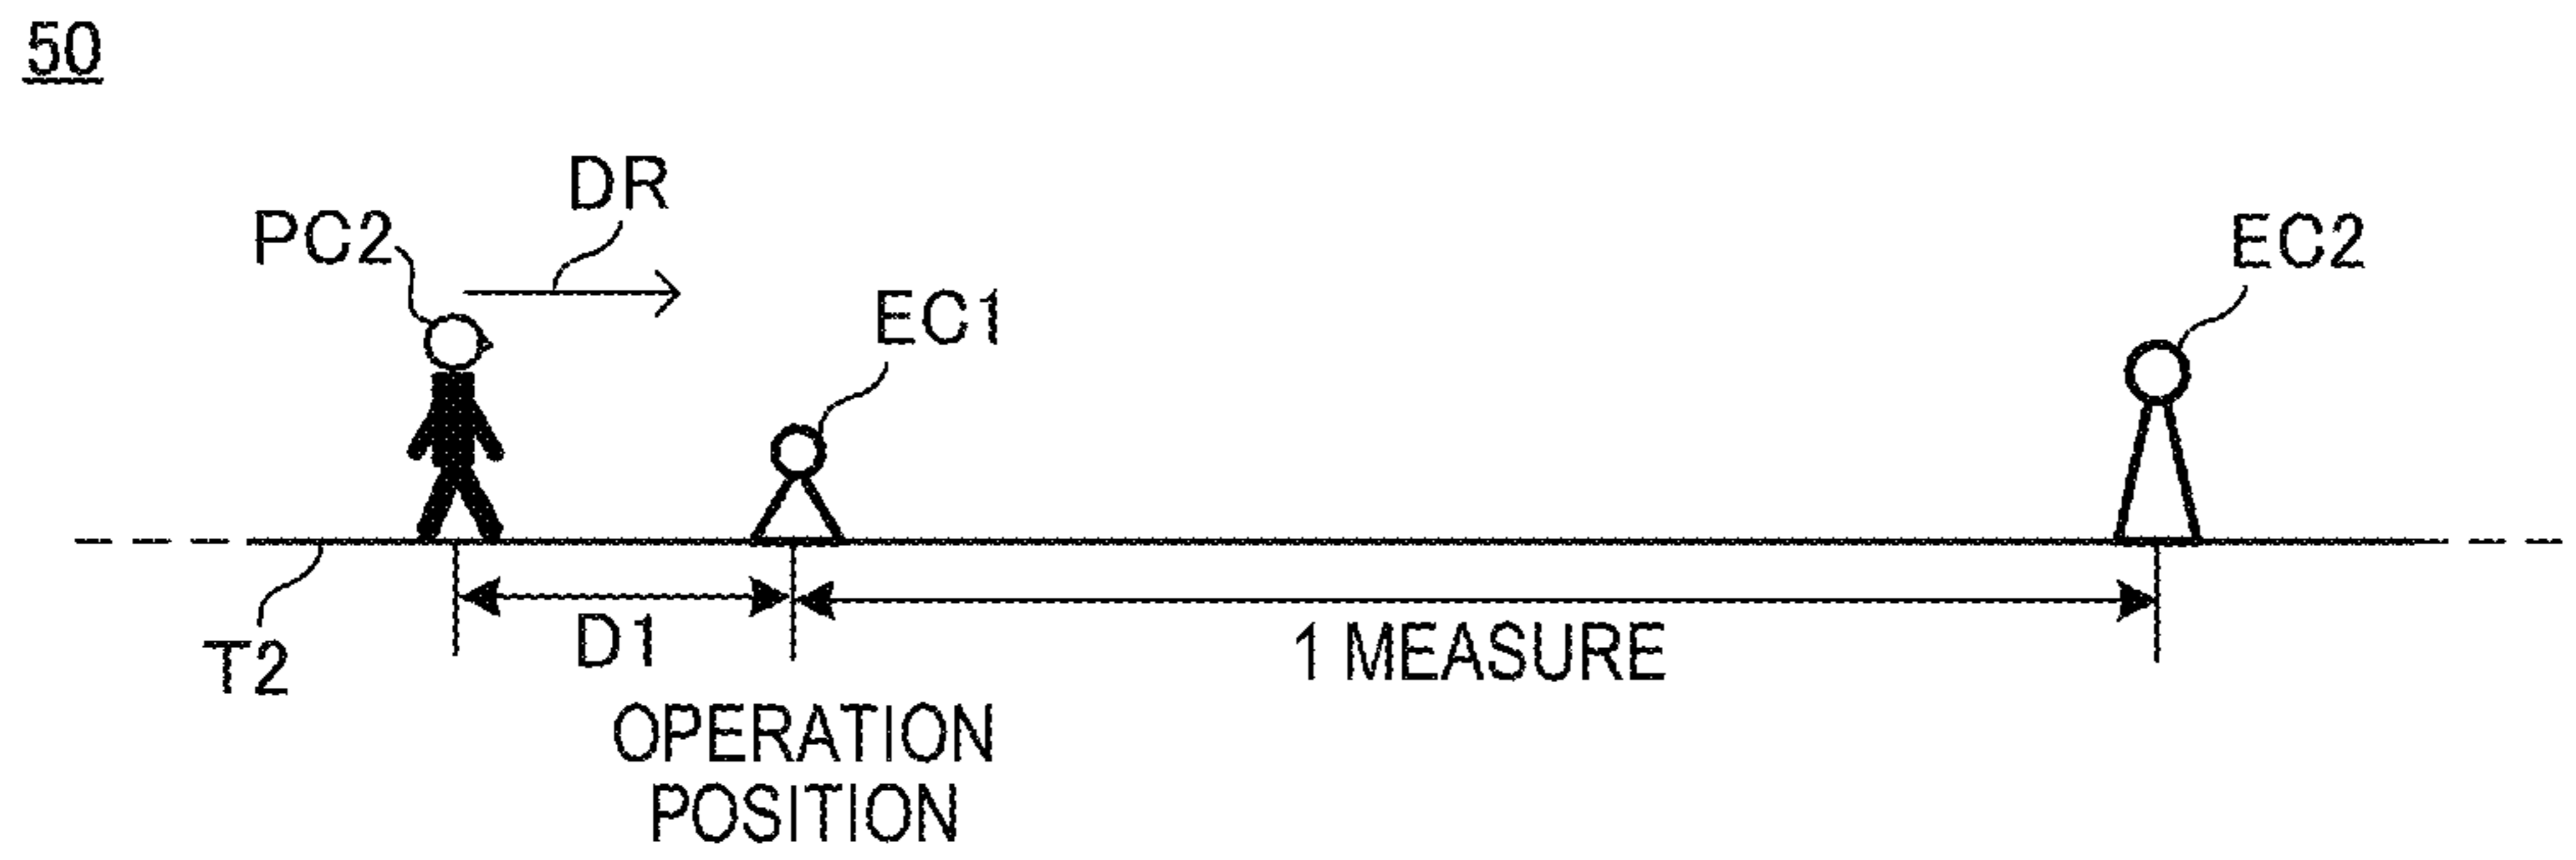 50
DR
PC2
EC2
EC1
T2
D1
1 MEASURE
OPERATION
POSITION